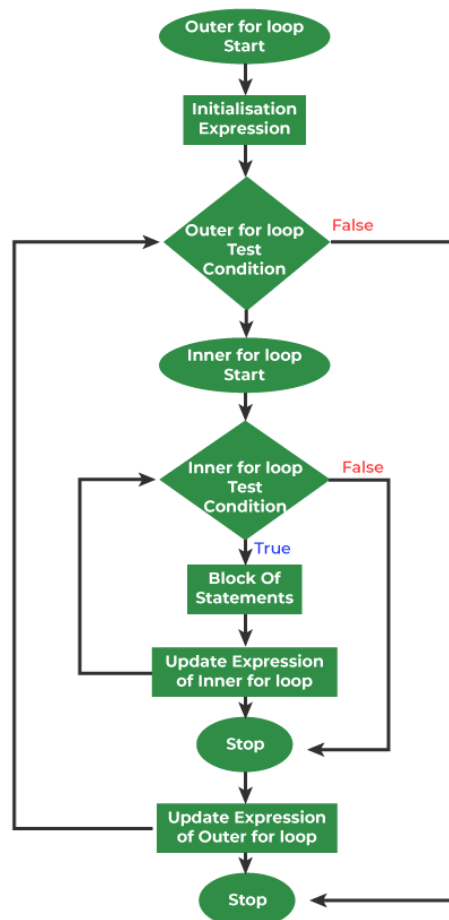 Outer for loop
Start
Initialisation
Expression
Outer for loop
Test
Condition
False
Inner for loop
Start
Inner for loop
Test
Condition
False
True
Block Of
Statements
Update Expression
of Inner for loop
Stop
Update Expression
of Outer for loop
Stop